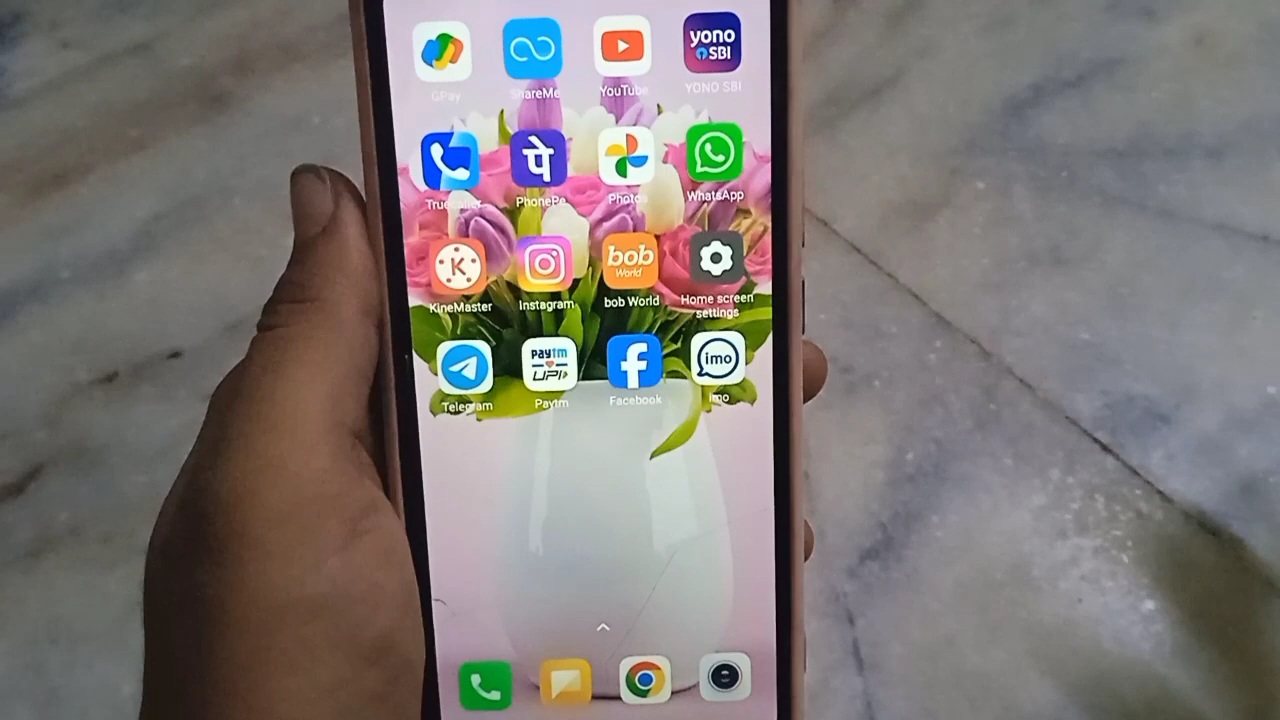 yono
SBI
GPay
ShareMe
YouTube
YONO SBI
पे
Truecaller
PhonePe
Photos
WhatsApp
K
bob
World
KineMaster
Instagram
bob World
Home screen
settings
paytm
UPI
f
imo
Telegram
Paytm
Facebook
imo